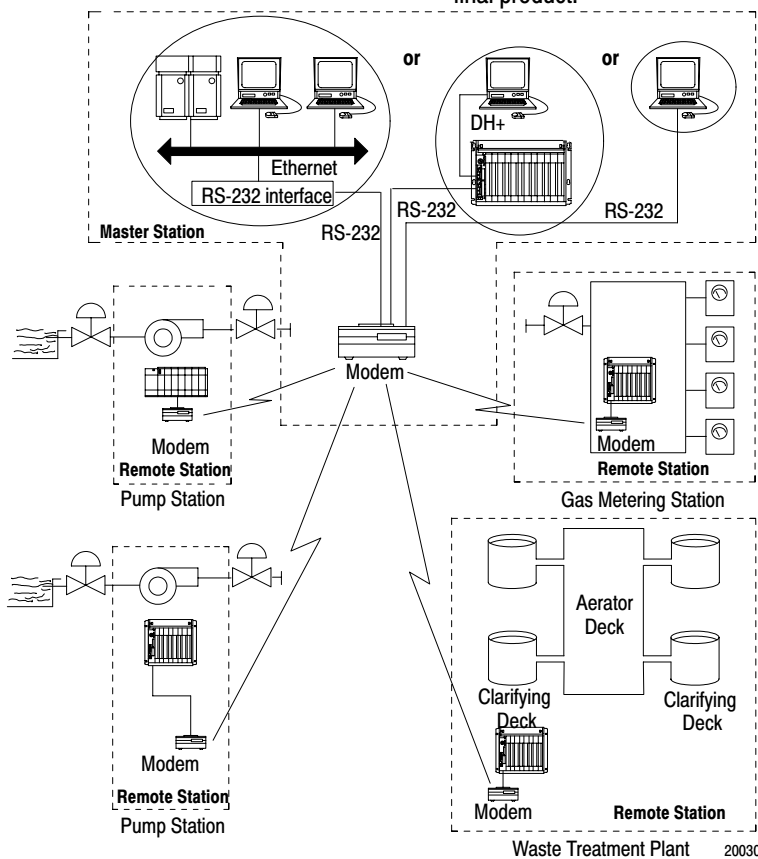 final product.
or
or
DH+
Ethernet
RS-232 interface
RS-232
RS-232
RS-232
Master Station
Modem
Modem
Remote Station
Pump Station
Modem
Remote Station
Gas Metering Station
Modem
Remote Station
Pump Station
Aerator
Deck
Clarifying
Deck
Clarifying
Deck
Modem
Remote Station
Waste Treatment Plant
20030